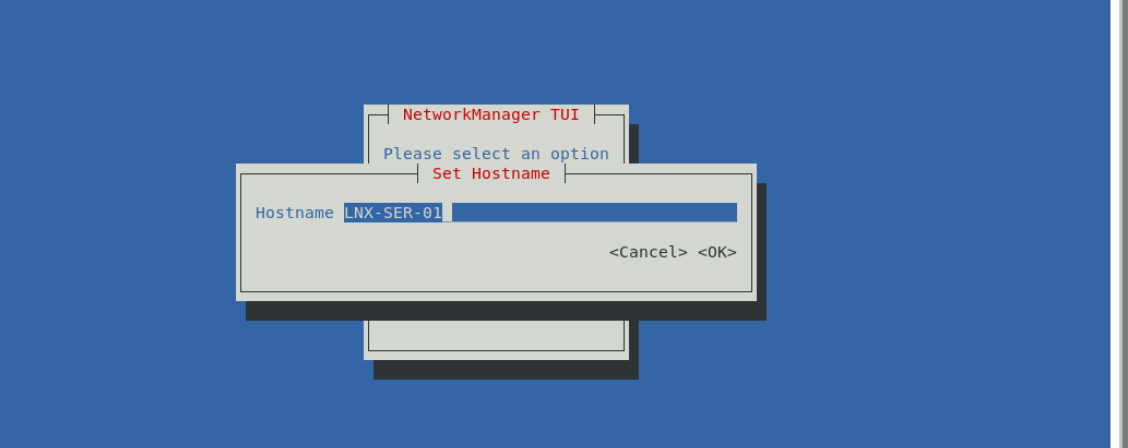 NetworkManager TUI
Please select an option
Set Hostname
Hostname LNX-SER-01
<Cancel> <OK>